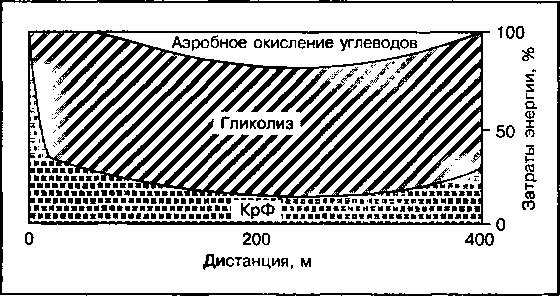 Аэробное окисление углеводов
100
Гликолиз
50
КрФ
0
Затраты энергии, %
0
200
400
Дистанция, м